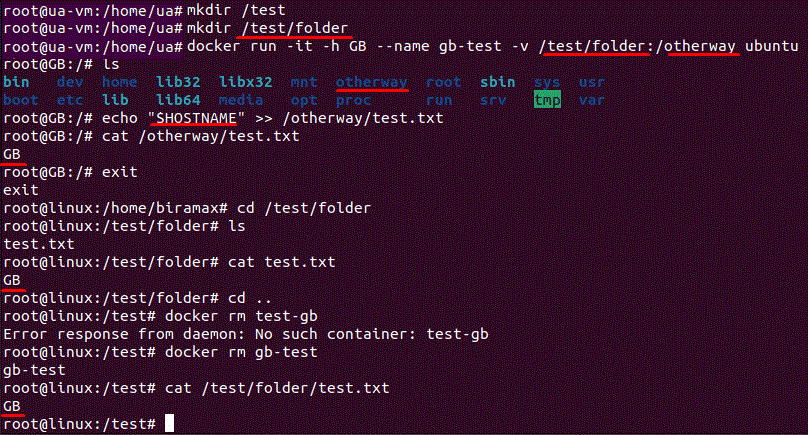 root@ua-vm:/home/ua# mkdir /test
root@ua-vm:/home/ua# mkdir /test/folder
root@ua-vm:/home/ua# docker run -it -h GB --name gb-test -v /test/folder:/otherway ubuntu
root@GB:/# ls
bin dev home lib32 libx32 mnt otherway root sbin sys usr
boot etc lib lib64 media opt proc run srv tmp var
root@GB:/# echo "$HOSTNAME" >> /otherway/test.txt
root@GB:/# cat /otherway/test.txt
GB
root@GB:/# exit
exit
root@linux:/home/biramax# cd /test/folder
root@linux:/test/folder# ls
test.txt
root@linux:/test/folder# cat test.txt
GB
root@linux:/test/folder# cd ..
root@linux:/test# docker rm test-gb
Error response from daemon: No such container: test-gb
root@linux:/test# docker rm gb-test
gb-test
root@linux:/test# cat /test/folder/test.txt
GB
root@linux:/test#